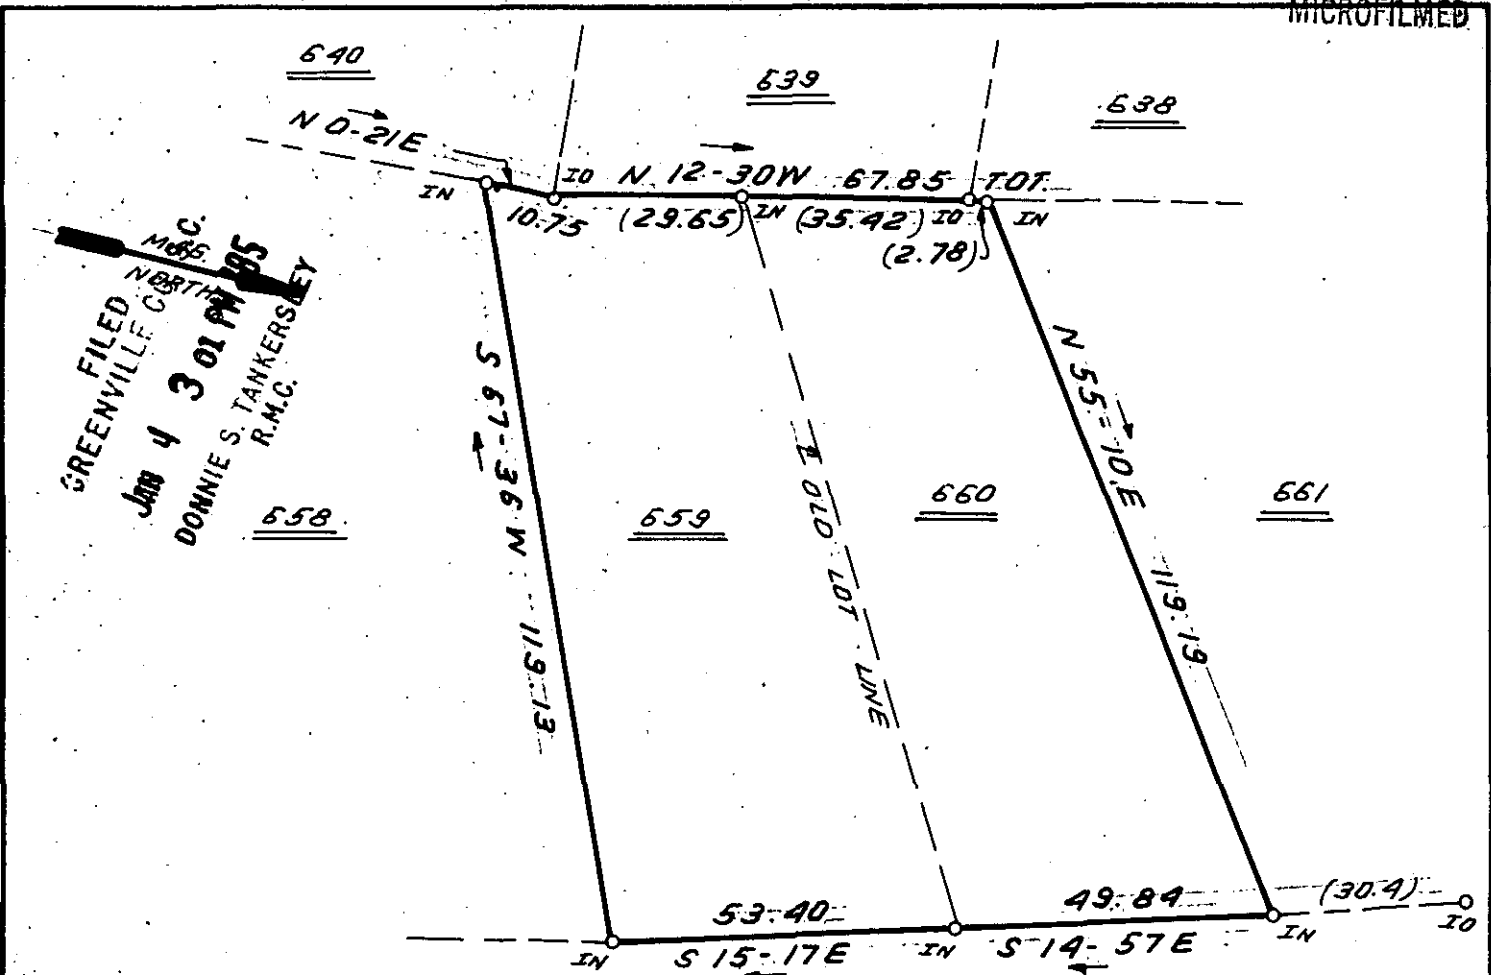 MICROFILMED
640
639
638
N 0-21E
IN
IO
N 12-30W 67.85 TOT.
10.75
(29.65)
IN
(35.42)
IO
IN
(2.78)
NORTH
FILED
GREENVILLE CO. S.C.
JAN 4 3 01 PM '85
DONNIE S. TANKERSLEY
R.M.C.
S 67-36 W 119.13
658
659
OLD LOT LINE
660
N 55-10 E 119.19
661
53.40
49.84
(30.4)
IN
S 15-17E
IN
S 14-57E
IN
IO